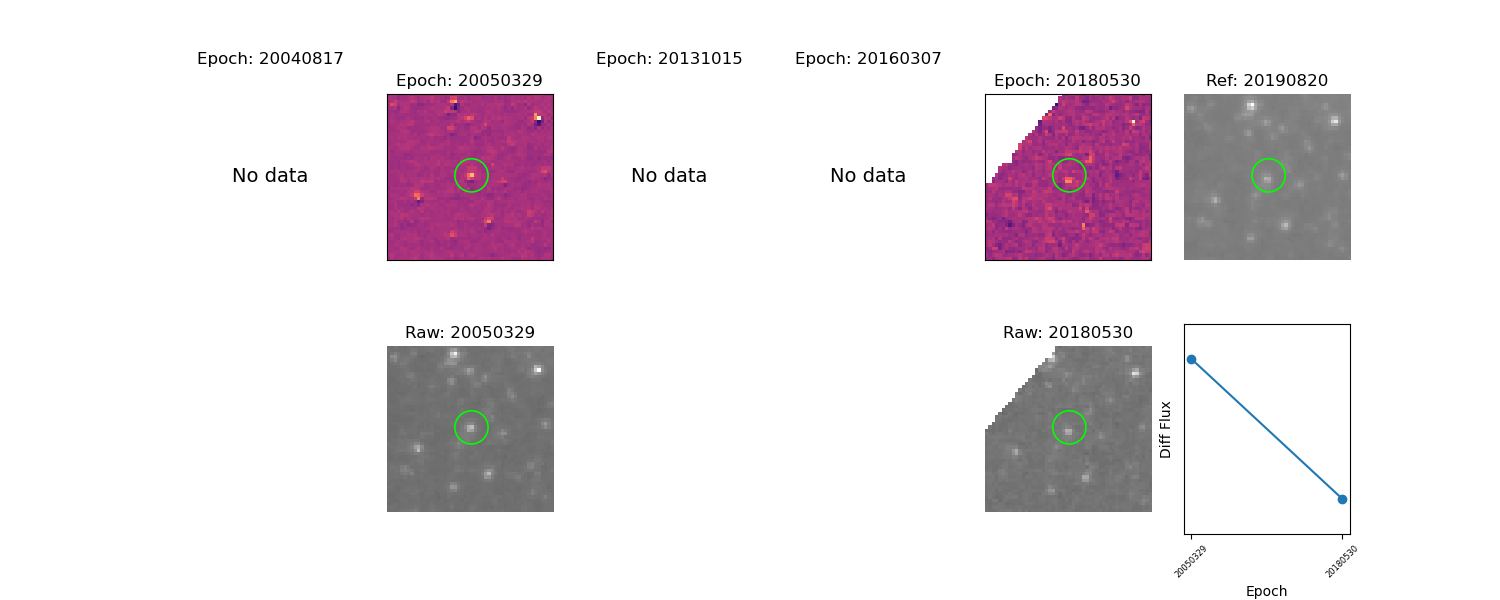 Epoch: 20040817
Epoch: 20050329
Epoch: 20131015
Epoch: 20160307
Epoch: 20180530
Ref: 20190820
No data
No data
No data
Raw: 20050329
Raw: 20180530
Diff Flux
20050329
20180530
Epoch